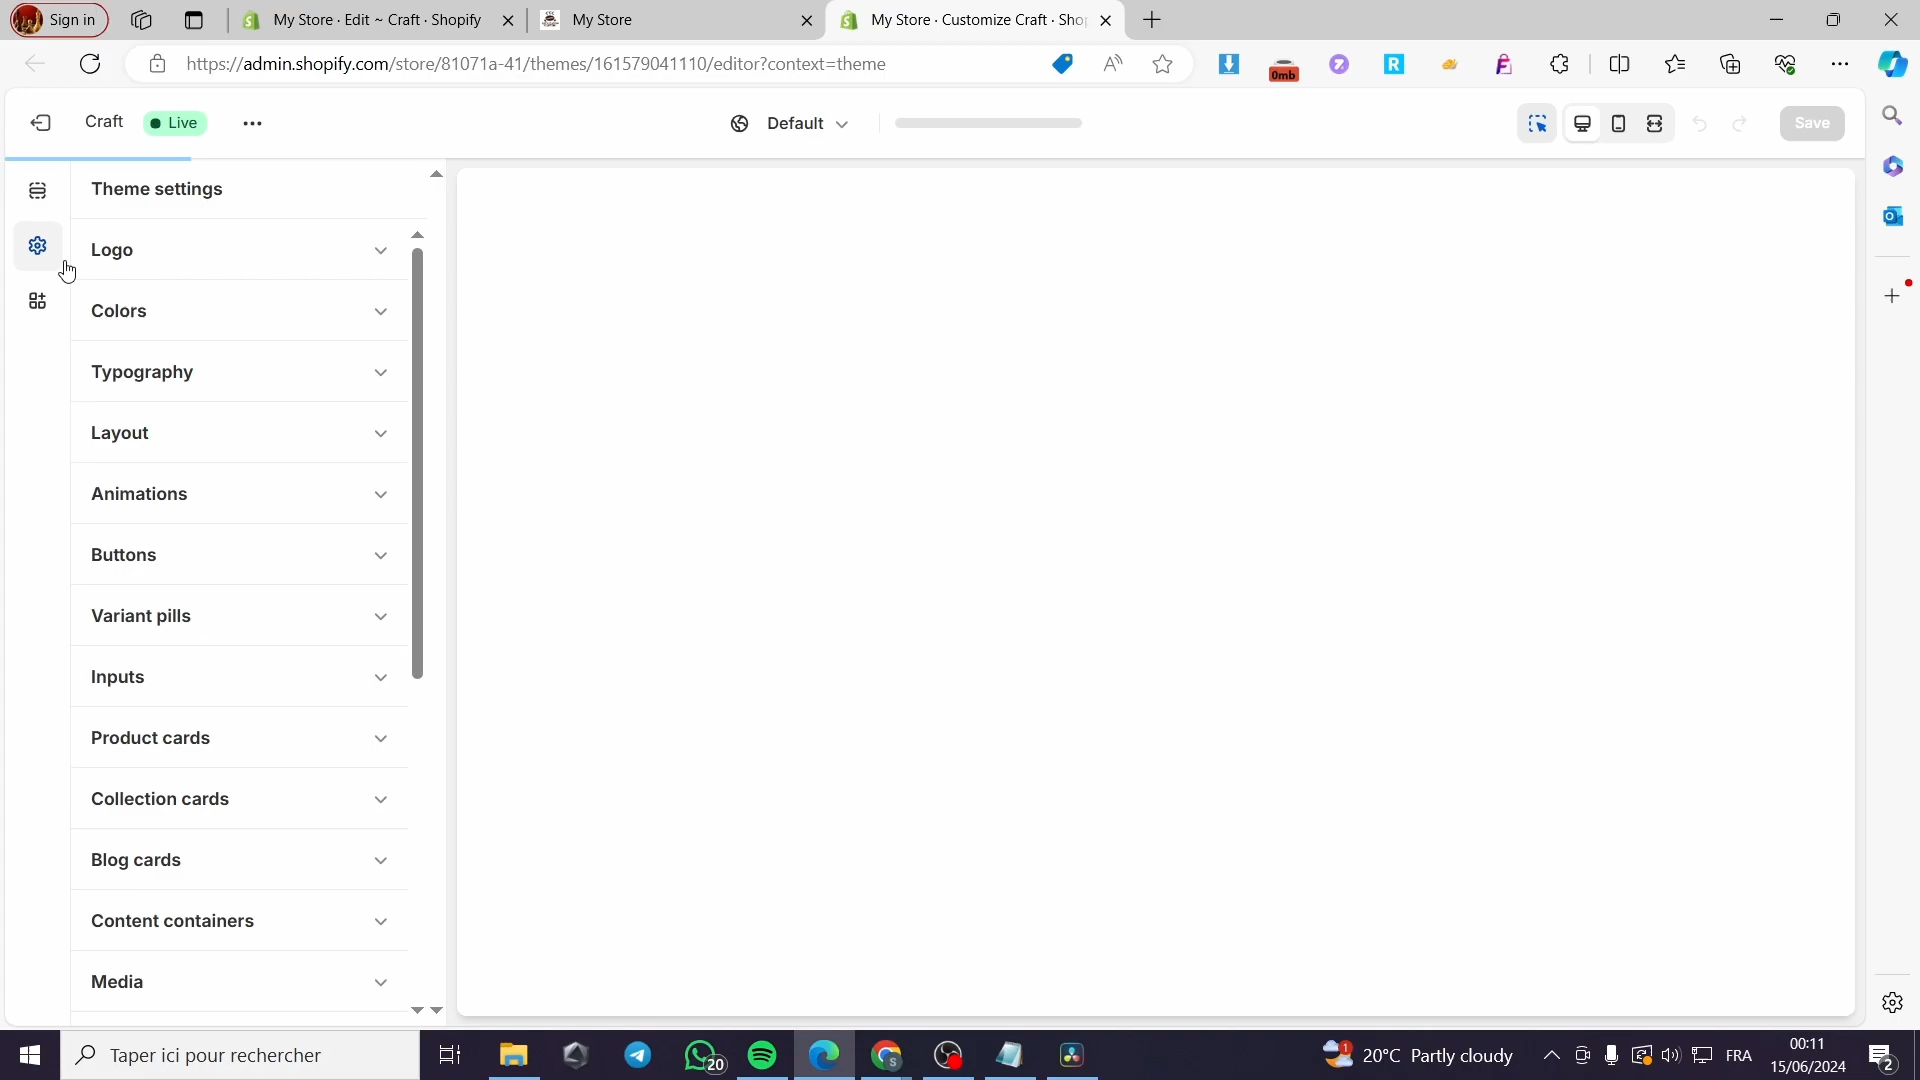 Sign in
My Store · Edit ~ Craft · Shopify
My Store
My Store · Customize Craft · Sho
https://admin.shopify.com/store/81071a-41/themes/161579041110/editor?context=theme
0mb
Craft
Live
Default
Save
Theme settings
Logo
Colors
Typography
Layout
Animations
Buttons
Variant pills
Inputs
Product cards
Collection cards
Blog cards
Content containers
Media
Taper ici pour rechercher
20
1
20°C Partly cloudy
FRA
00:11
15/06/2024
2